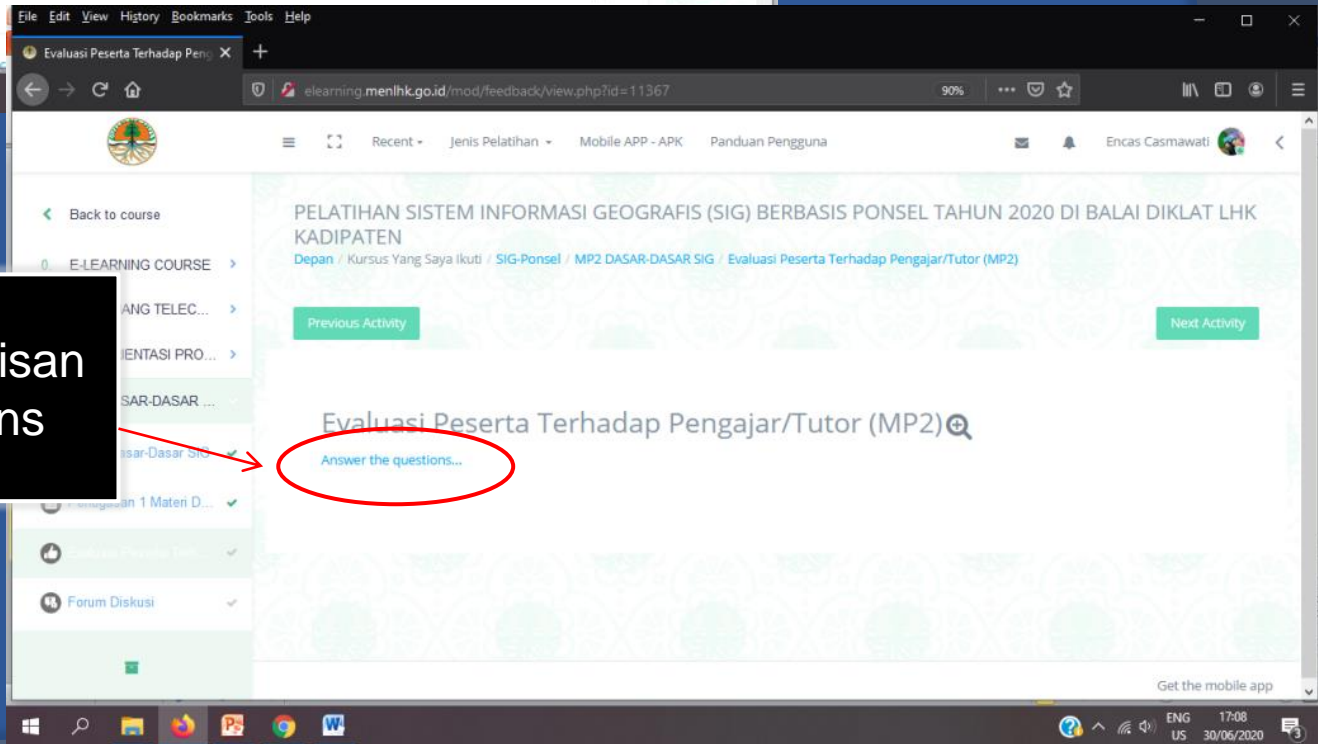 File Edit View History Bookmarks Tools Help
Evaluasi Peserta Terhadap Peng
elearning.menlhk.go.id/mod/feedback/view.php?id=11367
90%
Recent
Jenis Pelatihan
Mobile APP - APK
Panduan Pengguna
Encas Casmawati
Back to course
PELATIHAN SISTEM INFORMASI GEOGRAFIS (SIG) BERBASIS PONSEL TAHUN 2020 DI BALAI DIKLAT LHK
KADIPATEN
Depan / Kursus Yang Saya Ikuti / SIG-Ponsel / MP2 DASAR-DASAR SIG / Evaluasi Peserta Terhadap Pengajar/Tutor (MP2)
0. E-LEARNING COURSE
ANG TELEC...
IENTASI PRO...
SAR-DASAR ...
isan
ns
Previous Activity
Next Activity
Evaluasi Peserta Terhadap Pengajar/Tutor (MP2)
Answer the questions...
sar-Dasar SIG
Penugasan 1 Materi D...
Forum Diskusi
Get the mobile app
ENG
US
17:08
30/06/2020
3